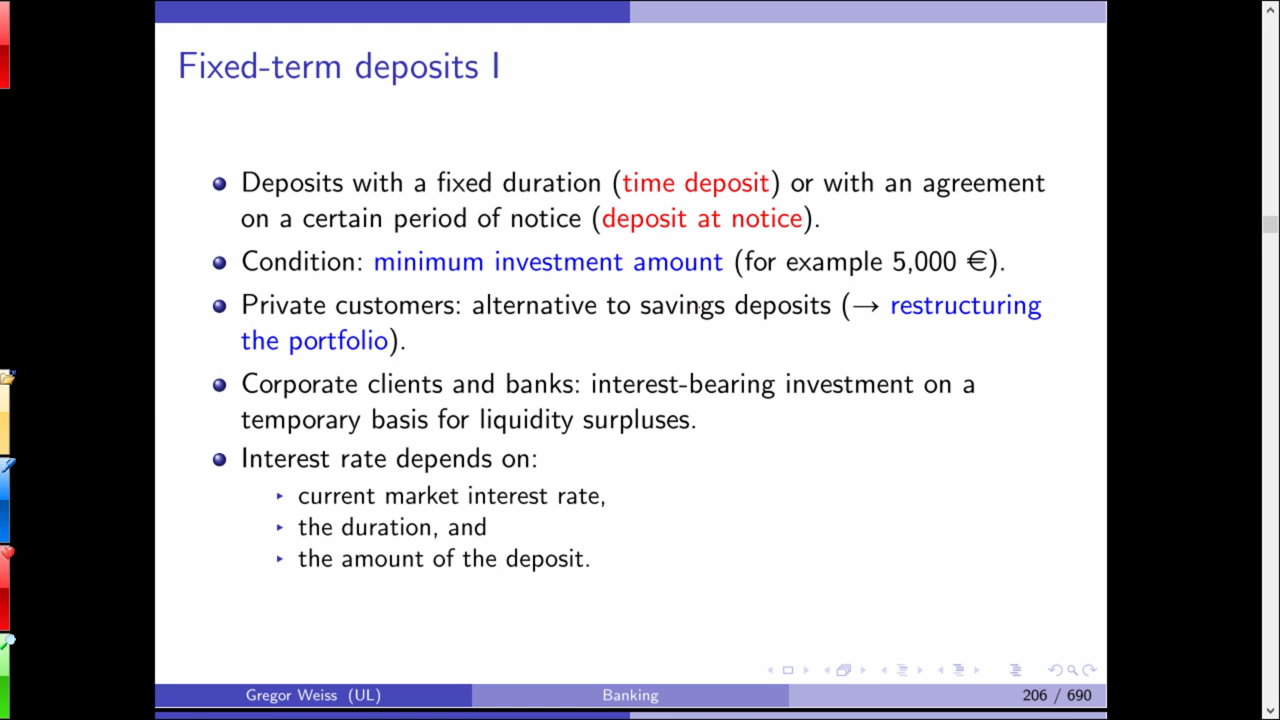 Fixed-term deposits I
Deposits with a fixed duration (time deposit) or with an agreement
on a certain period of notice (deposit at notice).
Condition: minimum investment amount (for example 5,000 €).
Private customers: alternative to savings deposits (→ restructuring
the portfolio).
Corporate clients and banks: interest-bearing investment on a
temporary basis for liquidity surpluses.
Interest rate depends on:
current market interest rate,
the duration, and
the amount of the deposit.
Gregor Weiss (UL) Banking 206 / 690